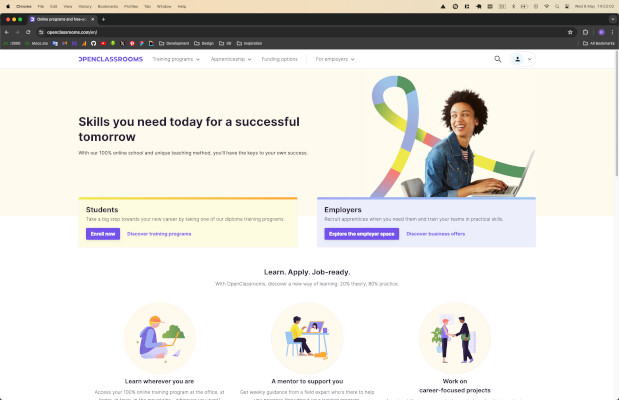 Chrome File Edit View History Bookmarks Profiles Tab Window Help
Online programs and free-o
openclassrooms.com/en/
Development Design Inspiration
All Bookmarks
OPENCLASSROOMS Training programs Apprenticeship Funding options For employers
Skills you need today for a successful
tomorrow
With our 100% online school and unique teaching method, you'll have the keys to your own success.
Students
Take a big step towards your new career by taking one of our diploma training programs.
Enroll now Discover training programs
Employers
Recruit apprentices when you need them and train your teams in practical skills.
Explore the employer space Discover business offers
Learn. Apply. Job-ready.
With OpenClassrooms, discover a new way of learning: 20% theory, 80% practice.
Learn wherever you are
Access your 100% online training program at the office, at
A mentor to support you
Get weekly guidance from a field expert who's there to help
Work on
career-focused projects